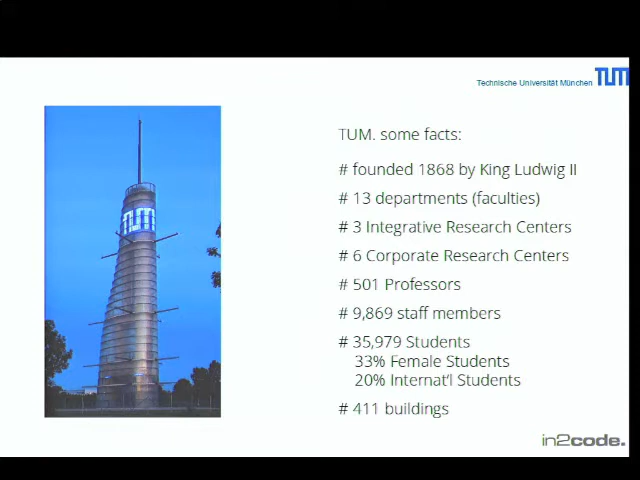 Technische Universität München TUM
TUM
TUM. some facts:
# founded 1868 by King Ludwig II
# 13 departments (faculties)
# 3 Integrative Research Centers
# 6 Corporate Research Centers
# 501 Professors
# 9,869 staff members
# 35,979 Students
33% Female Students
20% Internat'l Students
# 411 buildings
in2code.